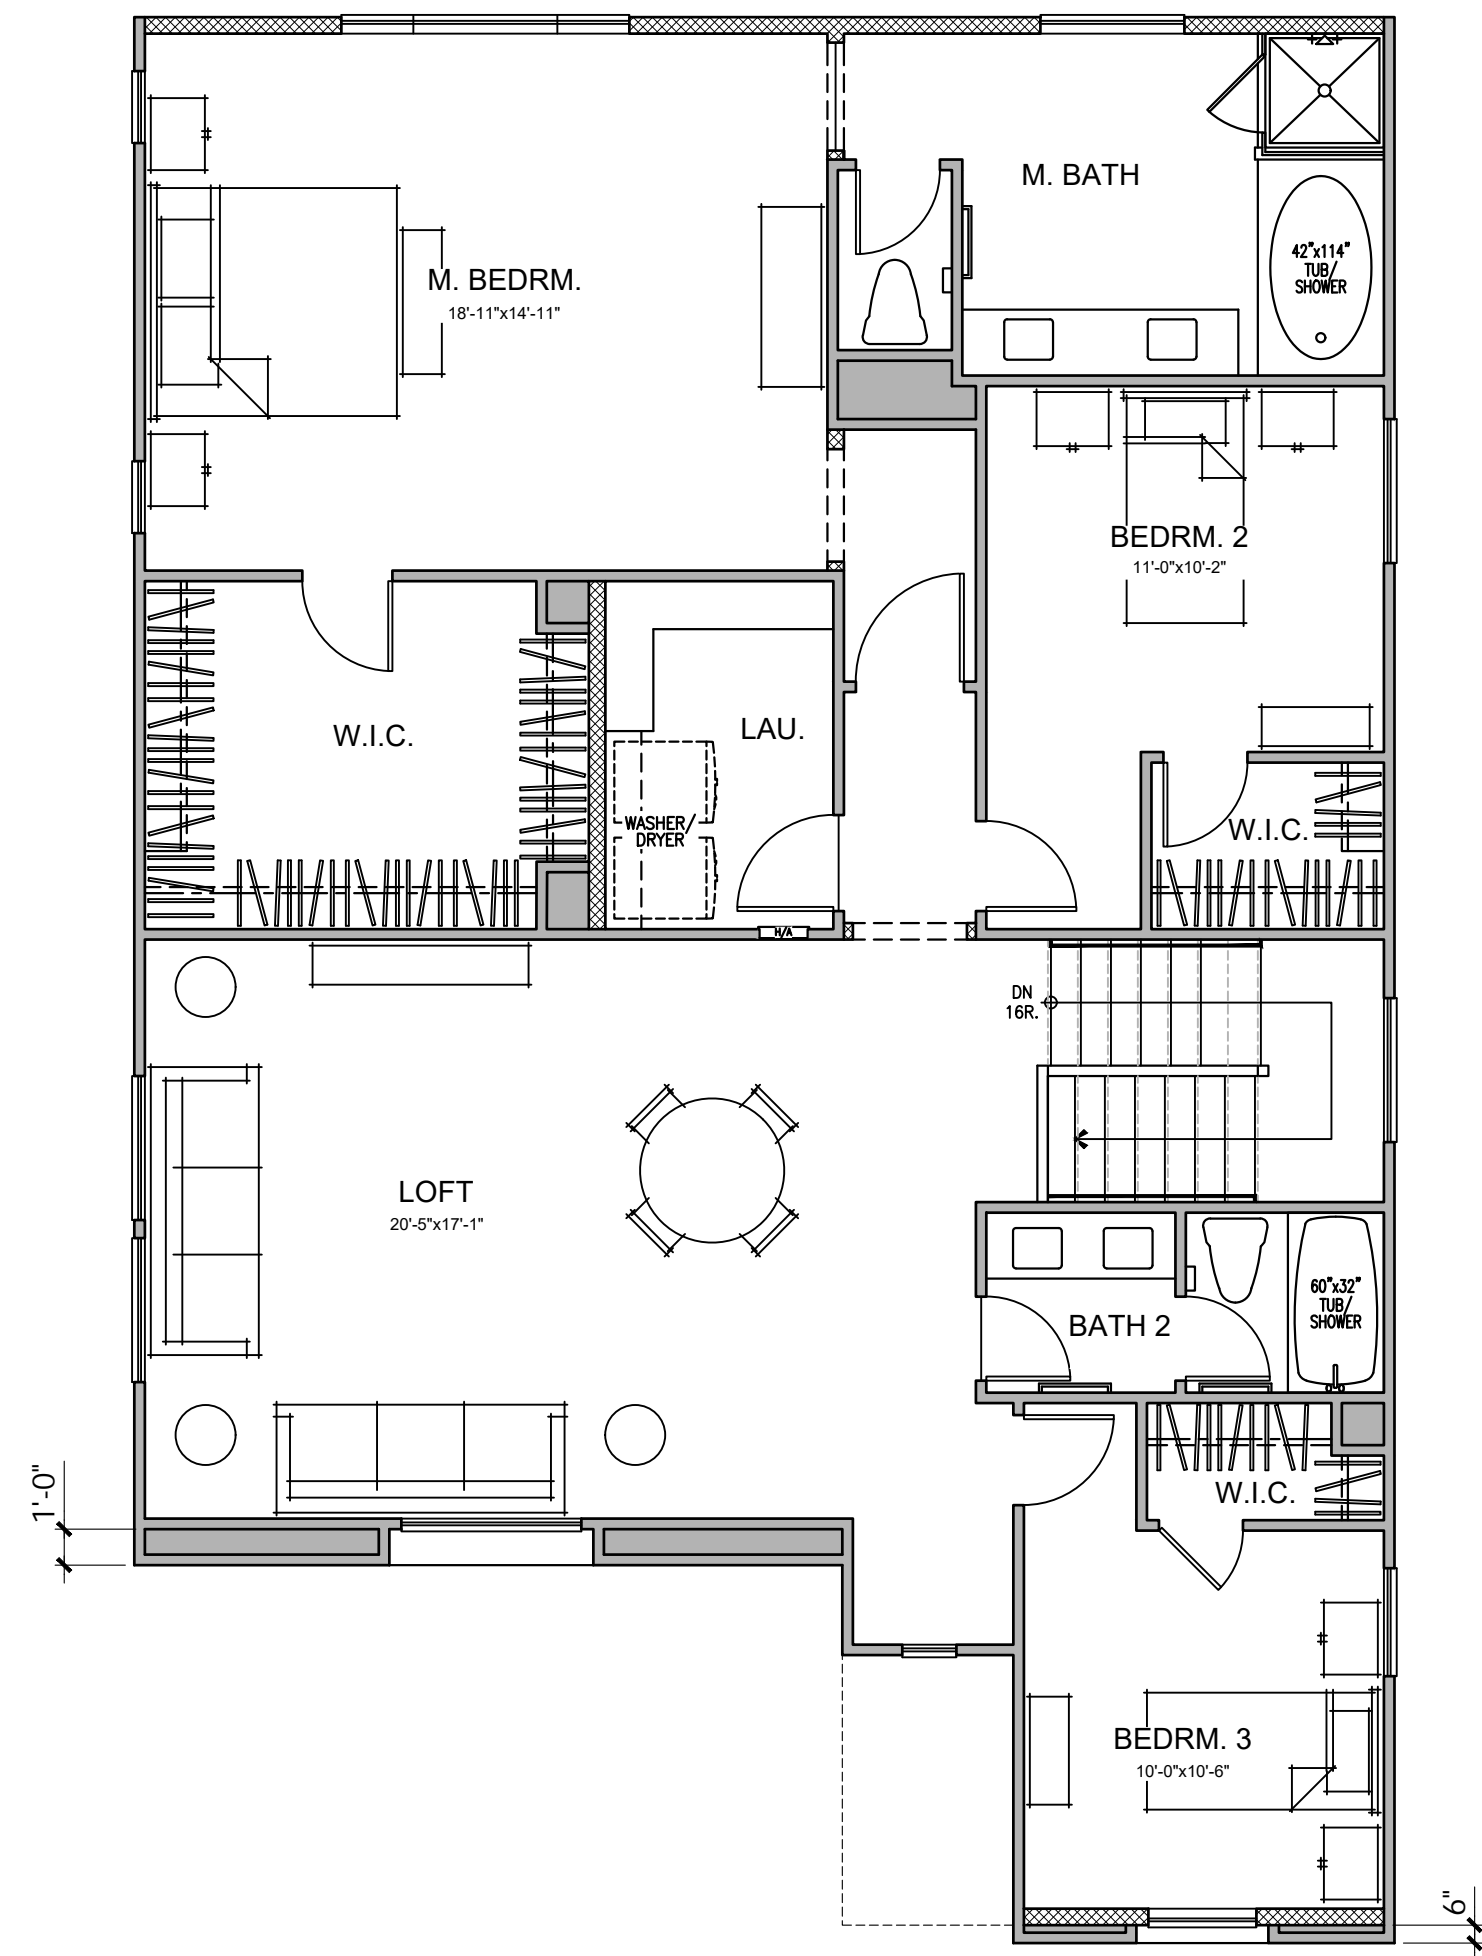 M. BATH
42"x114"
TUB/
SHOWER
M. BEDRM.
18'-11"x14'-11"
BEDRM. 2
11'-0"x10'-2"
W.I.C.
LAU.
WASHER/
DRYER
W.I.C.
H/A
DN
16R.
LOFT
20'-5"x17'-1"
60"x32"
TUB/
SHOWER
BATH 2
1'-0"
W.I.C.
BEDRM. 3
10'-0"x10'-6"
6"